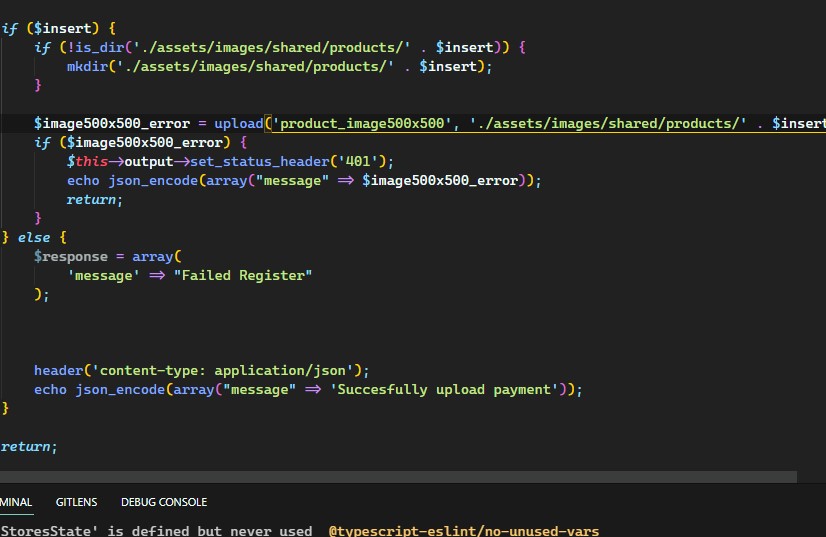 if ($insert) {
if (!is_dir('./assets/images/shared/products/' . $insert)) {
mkdir('./assets/images/shared/products/' . $insert);
}
$image500x500_error = upload('product_image500x500', './assets/images/shared/products/' . $insert
if ($image500x500_error) {
$this->output->set_status_header('401');
echo json_encode(array("message" => $image500x500_error));
return;
}
} else {
$response = array(
'message' => "Failed Register"
);
header('content-type: application/json');
echo json_encode(array("message" => 'Succesfully upload payment'));
}
return;
MINAL GITLENS DEBUG CONSOLE
StoresState' is defined but never used @typescript-eslint/no-unused-vars